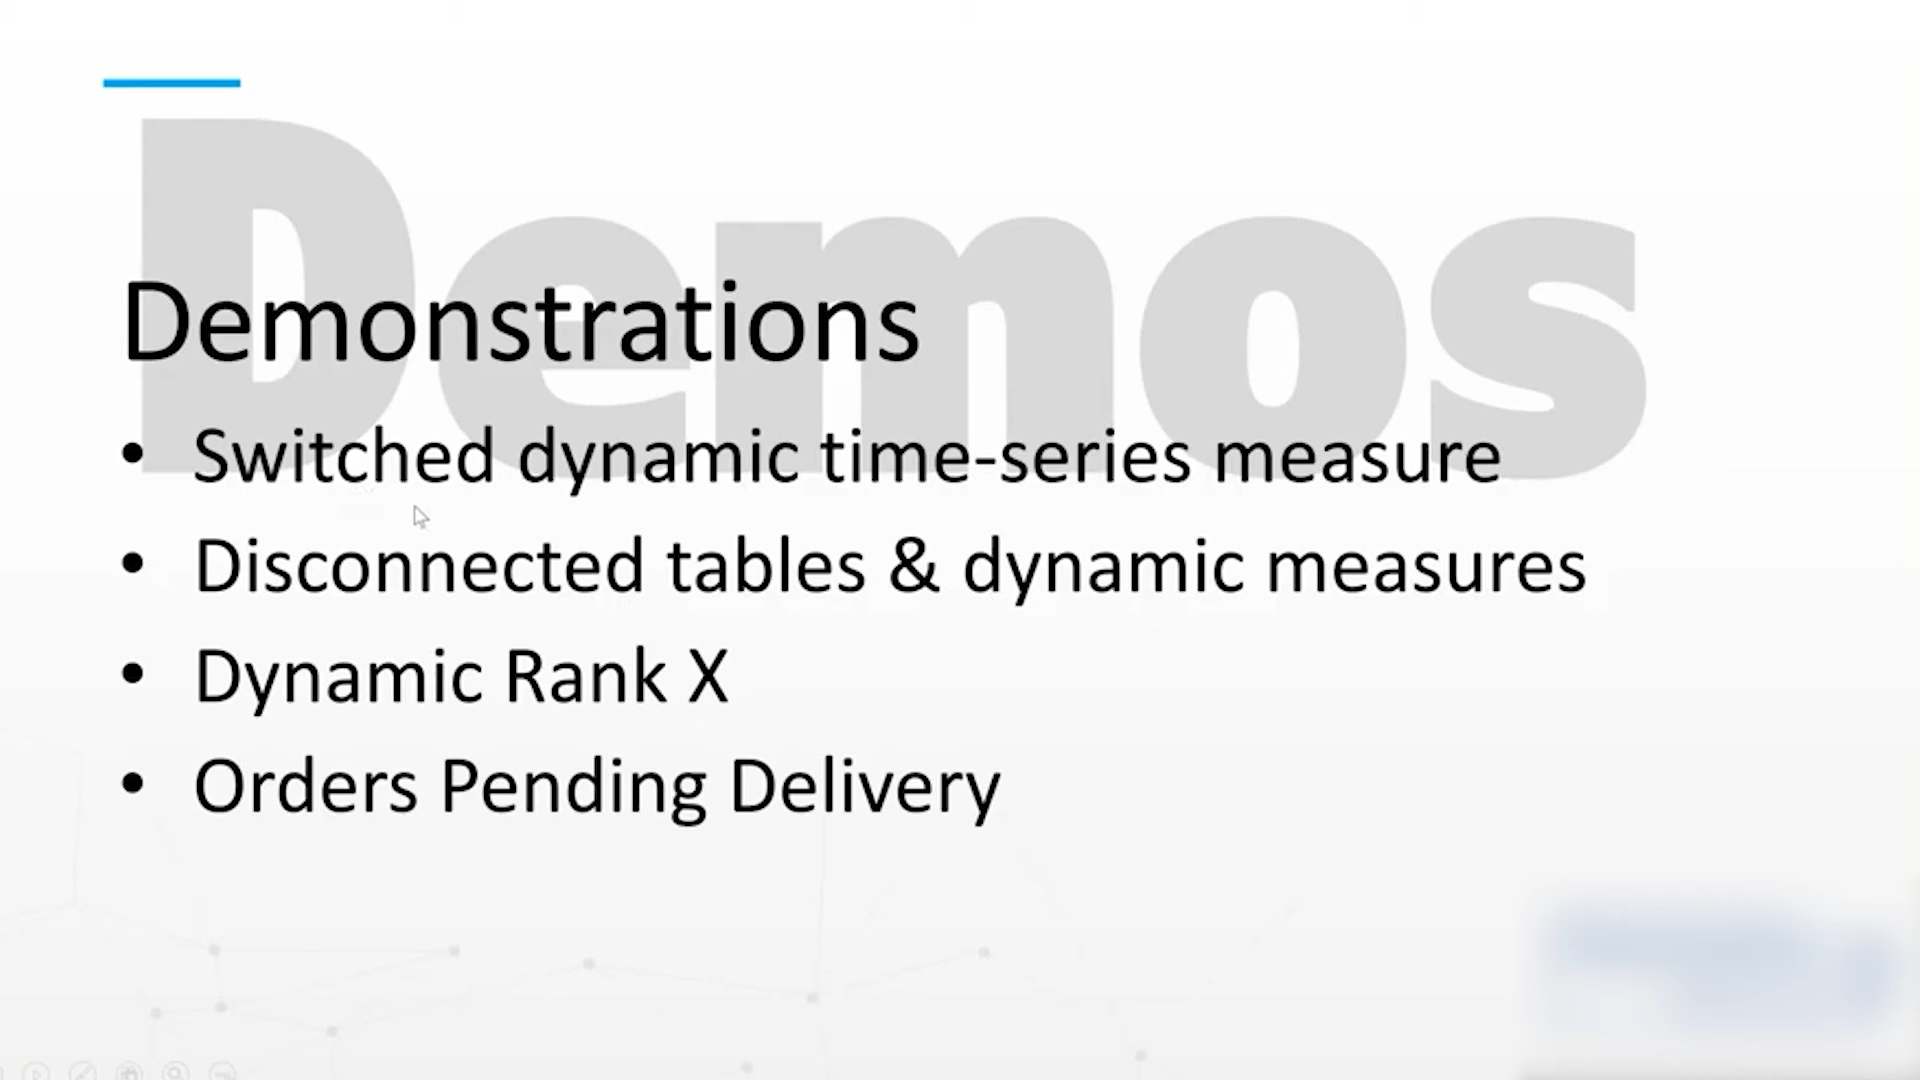 Demos
Demonstrations
• Switched dynamic time-series measure
• Disconnected tables & dynamic measures
• Dynamic Rank X
• Orders Pending Delivery